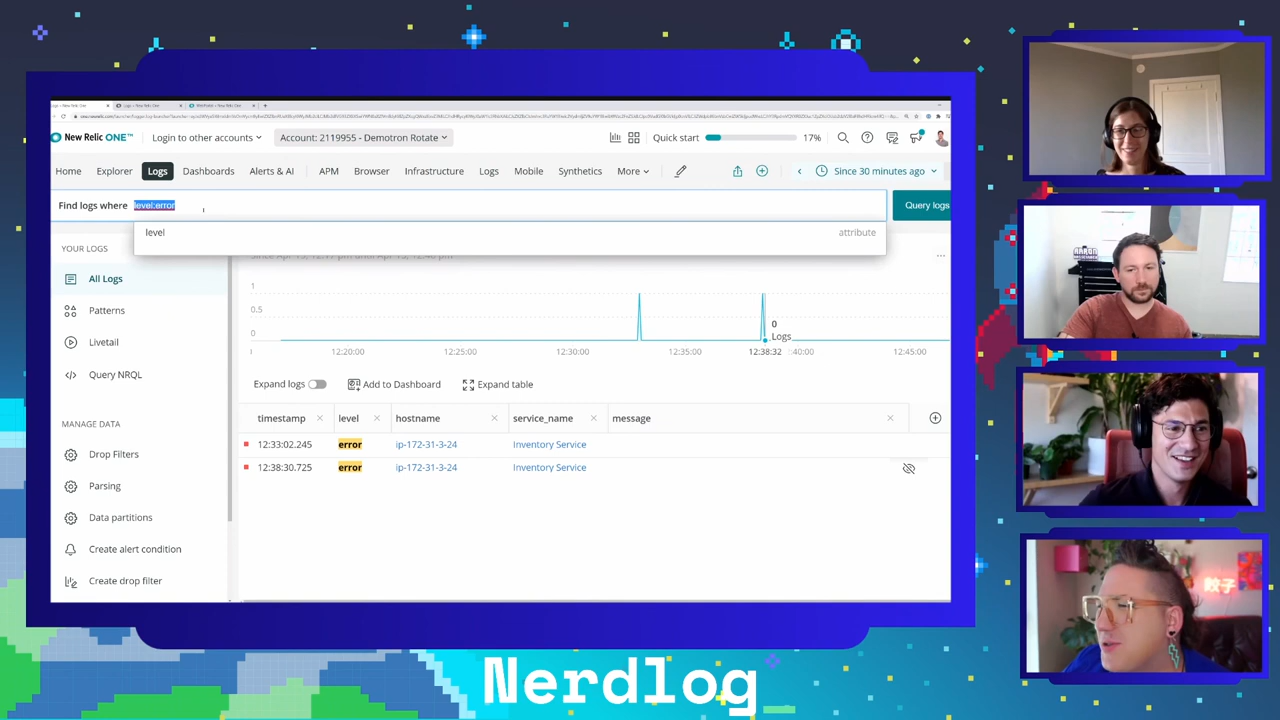 New Relic ONE™
Login to other accounts
Account: 2119955 - Demotron Rotate
Quick start
17%
Home
Explorer
Logs
Dashboards
Alerts & AI
APM
Browser
Infrastructure
Logs
Mobile
Synthetics
More
Since 30 minutes ago
Find logs where level:error
Query logs
level
attribute
YOUR LOGS
All Logs
Patterns
Livetail
Query NRQL
MANAGE DATA
Drop Filters
Parsing
Data partitions
Create alert condition
Create drop filter
1
0.5
0
0
Logs
12:20:00
12:25:00
12:30:00
12:35:00
12:38:32
:40:00
12:45:00
Expand logs
Add to Dashboard
Expand table
timestamp
level
hostname
service_name
message
12:33:02.245 error ip-172-31-3-24 Inventory Service
12:38:30.725 error ip-172-31-3-24 Inventory Service
餃子
Nerdlog